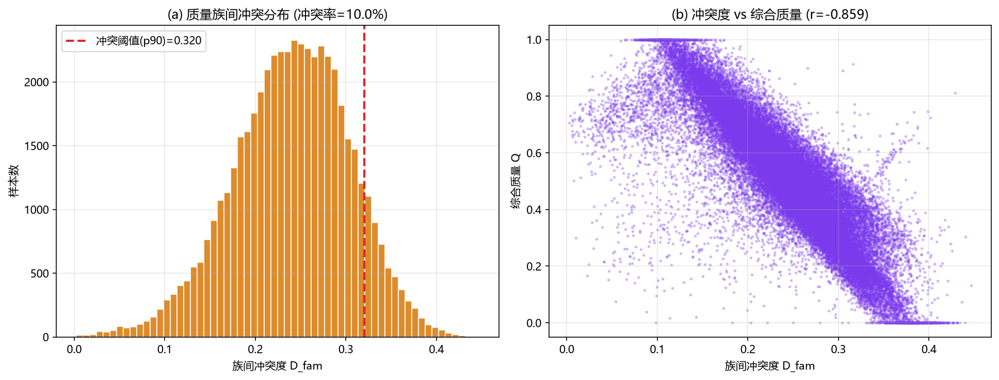 (a) 质量族间冲突分布 (冲突率=10.0%)
冲突阈值(p90)=0.320
2000
1500
1000
500
0
样本数
0.0 0.1 0.2 0.3 0.4
族间冲突度 D_fam
(b) 冲突度 vs 综合质量 (r=-0.859)
1.0
0.8
0.6
0.4
0.2
0.0
综合质量 Q
0.0 0.1 0.2 0.3 0.4
族间冲突度 D_fam